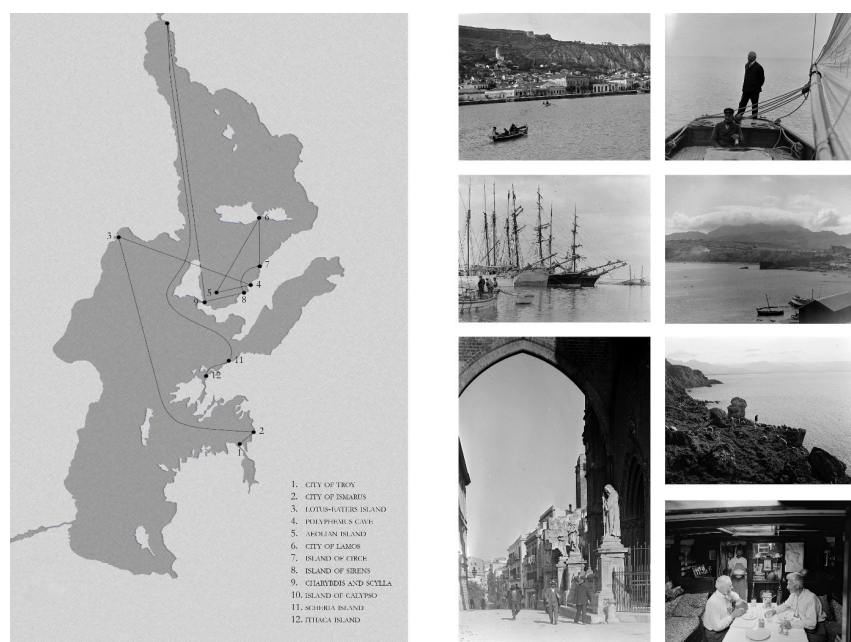 3
6
7
5
4
8
9
11
12
2
1
1. CITY OF TROY
2. CITY OF ISMARUS
3. LOTUS-EATERS ISLAND
4. POLYPHEMUS CAVE
5. AEOLIAN ISLAND
6. CITY OF LAMOS
7. ISLAND OF CIRCE
8. ISLAND OF SIRENS
9. CHARYBDIS AND SCYLLA
10. ISLAND OF CALYPSO
11. SCHERIA ISLAND
12. ITHACA ISLAND